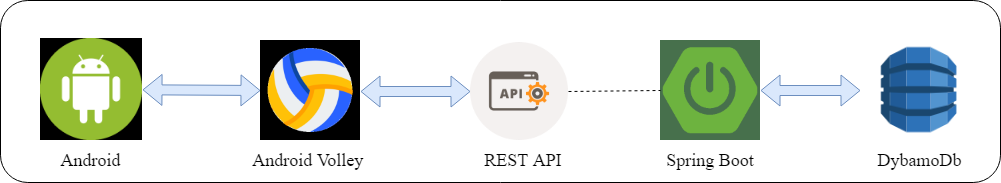 API
Android
Android Volley
REST API
Spring Boot
DybamoDb